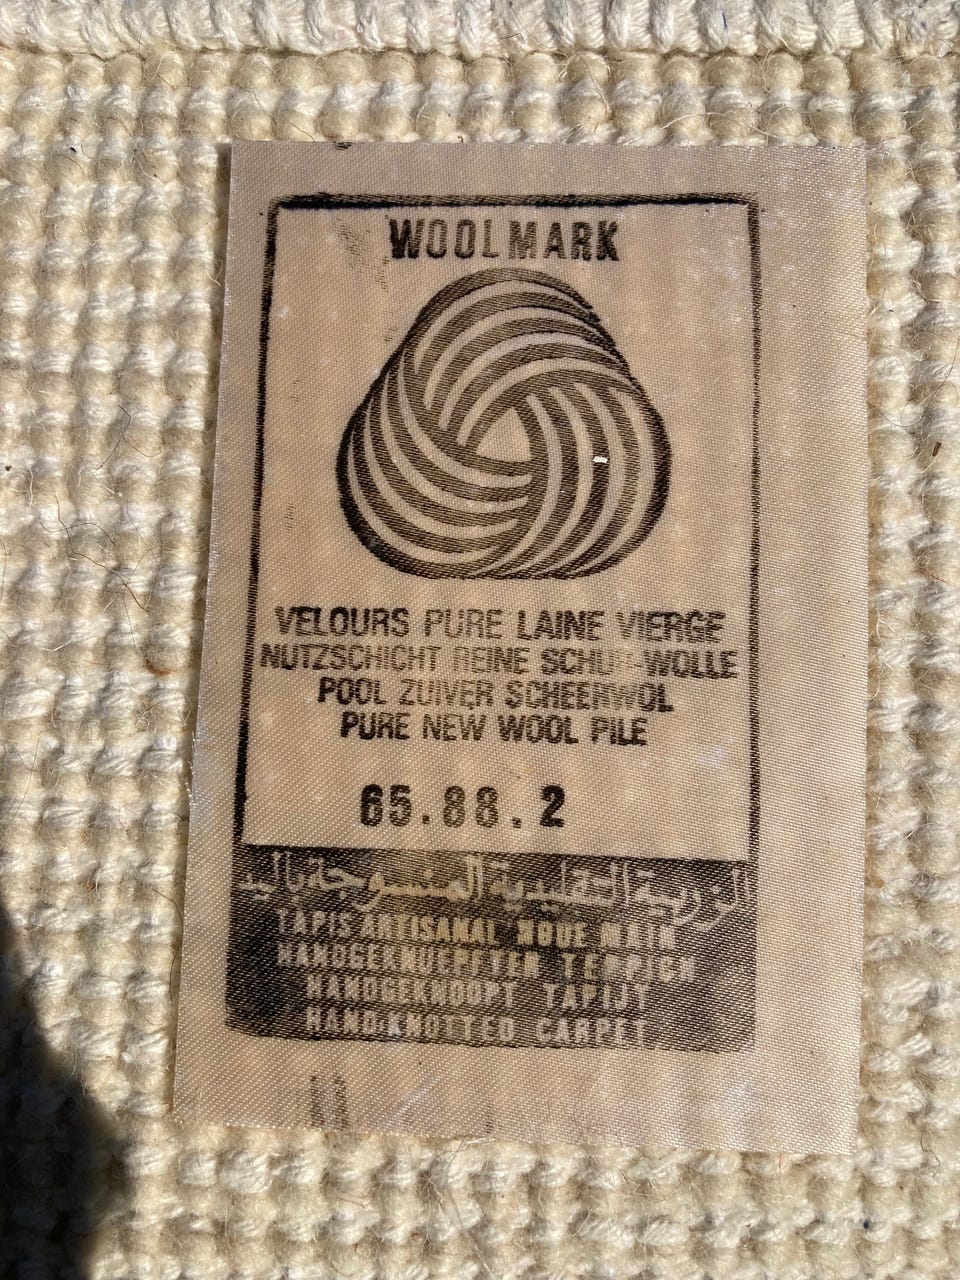 WOOLMARK
VELOURS PURE LAINE VIERGE
NUTZSCHICHT REINE SCHUR-WOLLE
POOL ZUIVER SCHEERWOL
PURE NEW WOOL PILE
65.88.2
الزربية التقليدية المنسوجة باليد
TAPIS ARTISANAL NOUE MAIN
HANDGEKNUEPFTER TEPPICH
HANDGEKNOOPT TAPIJT
HAND.KNOTTED CARPET